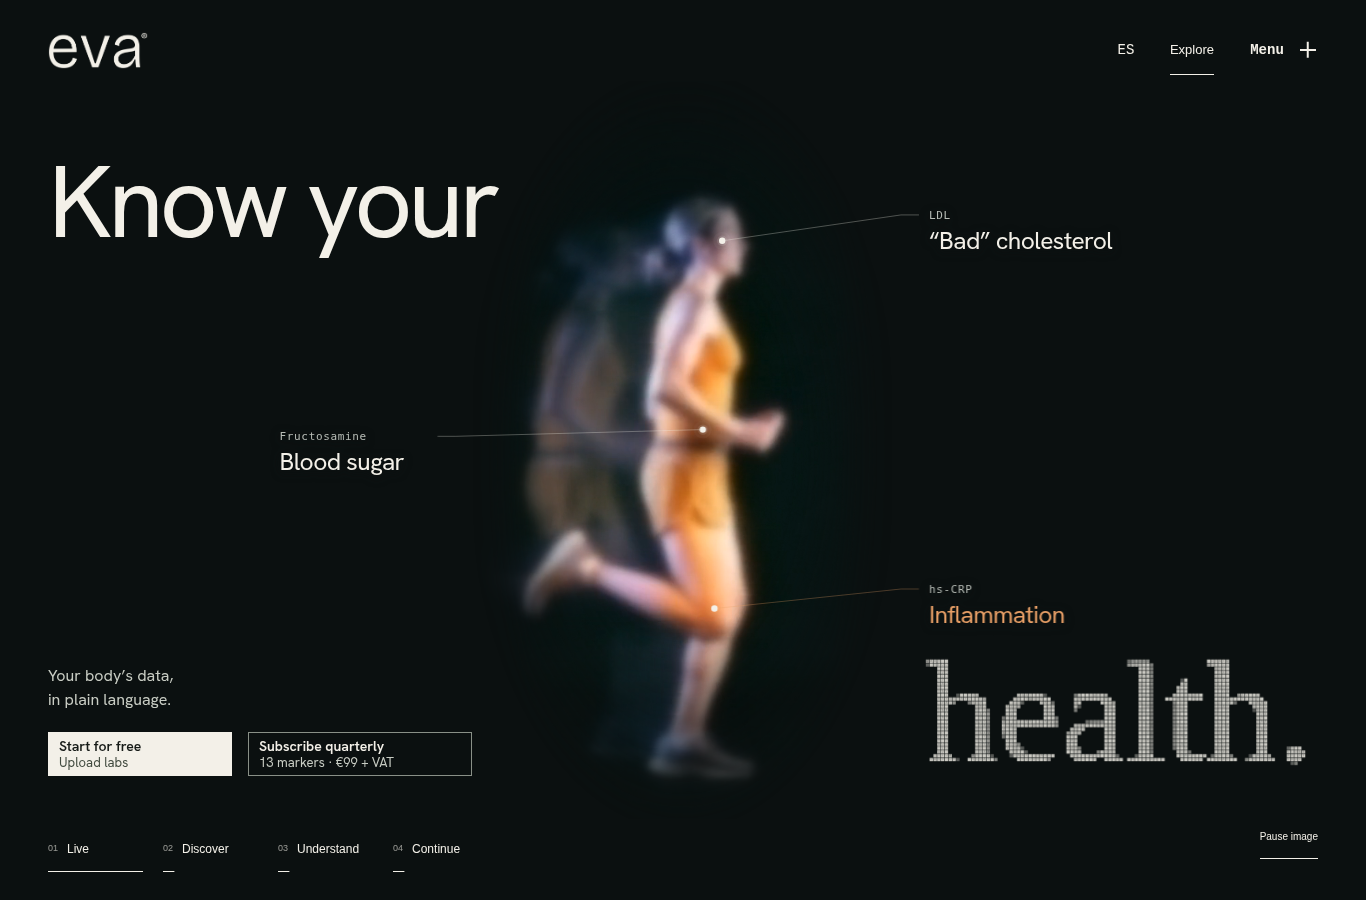 eva®
ES
Explore
Menu
Know your
LDL
“Bad” cholesterol
Fructosamine
Blood sugar
hs-CRP
Inflammation
health.
Your body’s data,
in plain language.
Start for free
Upload labs
Subscribe quarterly
13 markers · €99 + VAT
Pause image
01 Live
02 Discover
03 Understand
04 Continue